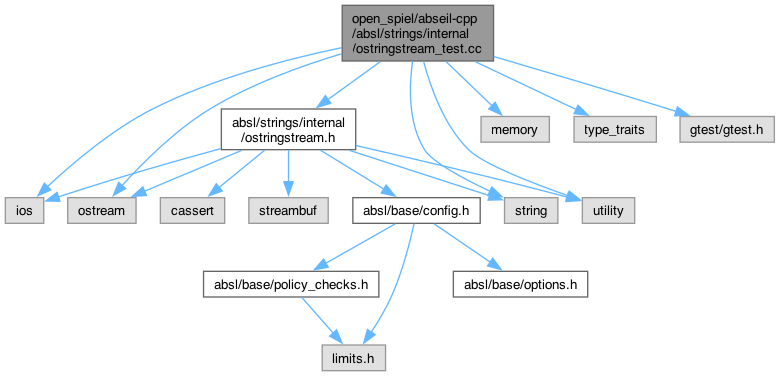 open_spiel/abseil-cpp
/absl/strings/internal
/ostringstream_test.cc
absl/strings/internal
/ostringstream.h
memory
type_traits
gtest/gtest.h
ios
ostream
cassert
streambuf
absl/base/config.h
string
utility
absl/base/policy_checks.h
absl/base/options.h
limits.h